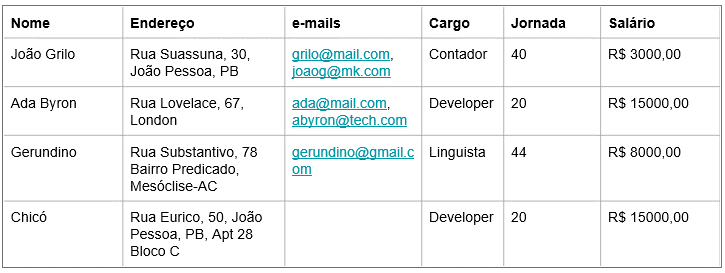 Nome Endereço e-mails Cargo Jornada Salário
João Grilo Rua Suassuna, 30, grilo@mail.com, Contador 40 R$ 3000,00
João Pessoa, PB joaog@mk.com
Ada Byron Rua Lovelace, 67, ada@mail.com, Developer 20 R$ 15000,00
London abyron@tech.com
Gerundino Rua Substantivo, 78 gerundino@gmail.c Linguista 44 R$ 8000,00
Bairro Predicado, om
Mesóclise-AC
Chicó Rua Eurico, 50, João Developer 20 R$ 15000,00
Pessoa, PB, Apt 28
Bloco C